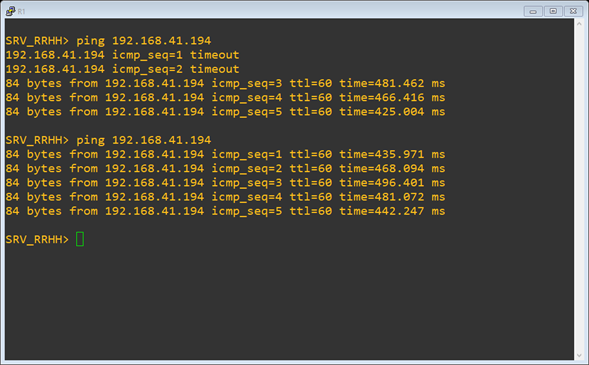 R1
SRV_RRHH> ping 192.168.41.194
192.168.41.194 icmp_seq=1 timeout
192.168.41.194 icmp_seq=2 timeout
84 bytes from 192.168.41.194 icmp_seq=3 ttl=60 time=481.462 ms
84 bytes from 192.168.41.194 icmp_seq=4 ttl=60 time=466.416 ms
84 bytes from 192.168.41.194 icmp_seq=5 ttl=60 time=425.004 ms
SRV_RRHH> ping 192.168.41.194
84 bytes from 192.168.41.194 icmp_seq=1 ttl=60 time=435.971 ms
84 bytes from 192.168.41.194 icmp_seq=2 ttl=60 time=468.094 ms
84 bytes from 192.168.41.194 icmp_seq=3 ttl=60 time=496.401 ms
84 bytes from 192.168.41.194 icmp_seq=4 ttl=60 time=481.072 ms
84 bytes from 192.168.41.194 icmp_seq=5 ttl=60 time=442.247 ms
SRV_RRHH>